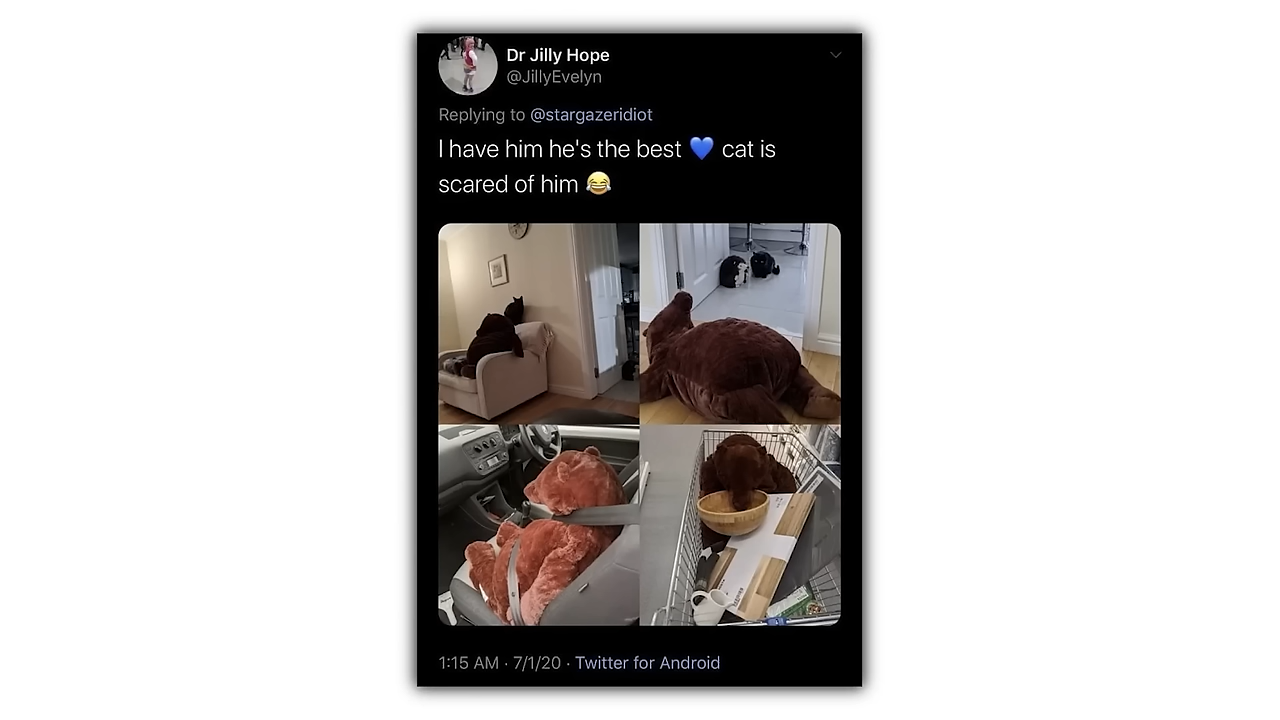 Dr Jilly Hope
@JillyEvelyn
Replying to @stargazeridiot
I have him he's the best 💙 cat is
scared of him 😂
1:15 AM · 7/1/20 · Twitter for Android